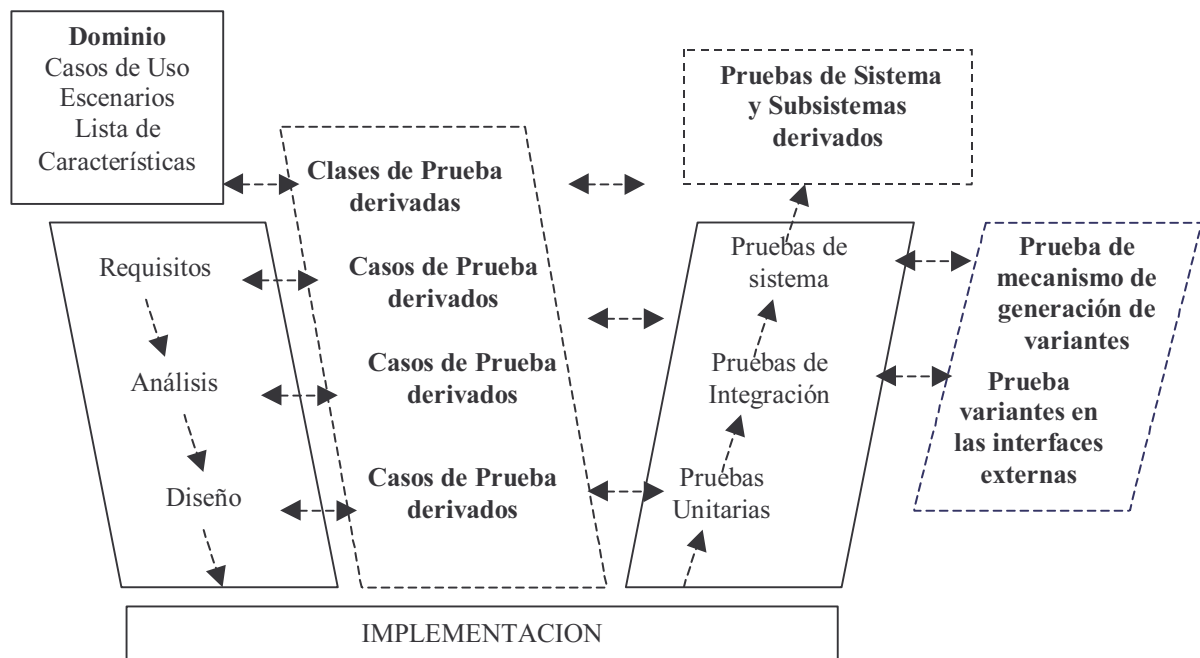 Dominio
Casos de Uso
Escenarios
Lista de
Características
Pruebas de Sistema
y Subsistemas
derivados
Clases de Prueba
derivadas
Requisitos
Casos de Prueba
derivados
Pruebas de
sistema
Prueba de
mecanismo de
generación de
variantes
Análisis
Casos de Prueba
derivados
Pruebas de
Integración
Prueba
variantes en
las interfaces
externas
Diseño
Casos de Prueba
derivados
Pruebas
Unitarias
IMPLEMENTACION